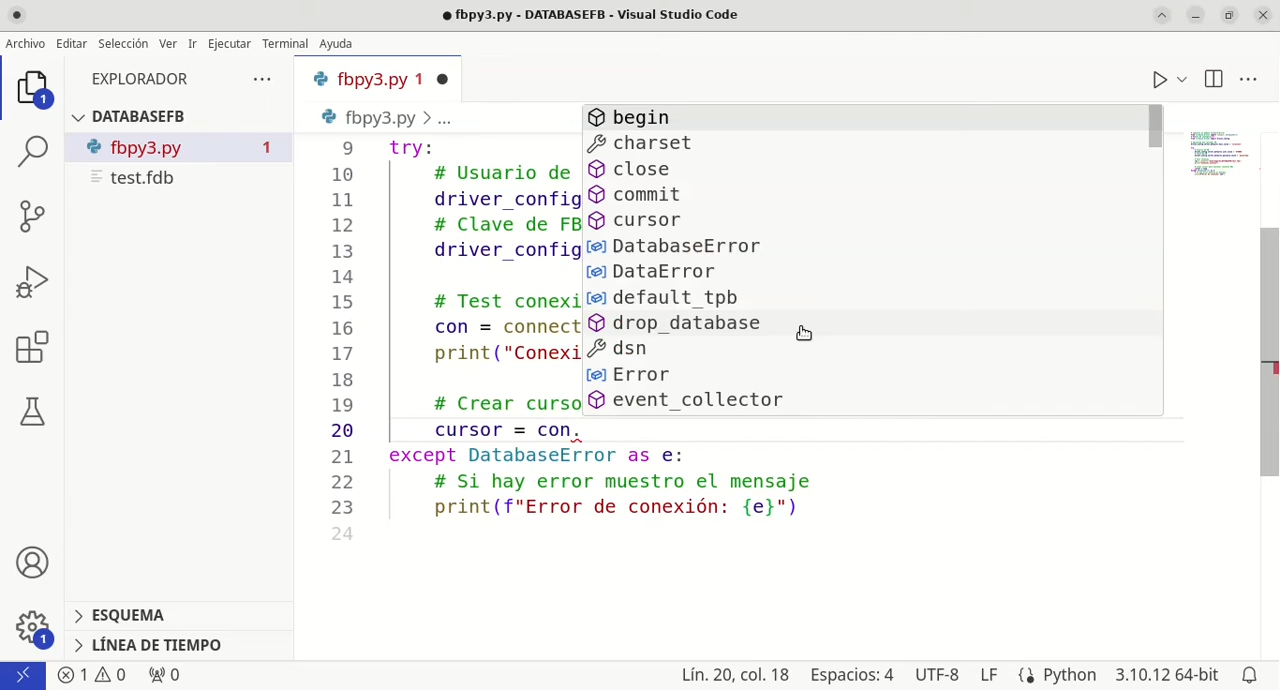 fbpy3.py - DATABASEFB - Visual Studio Code
Archivo Editar Selección Ver Ir Ejecutar Terminal Ayuda
EXPLORADOR
fbpy3.py 1
DATABASEFB
fbpy3.py > ...
fbpy3.py 1
test.fdb
9 try:
10 # Usuario de
11 driver_config
12 # Clave de FB
13 driver_config
14
15 # Test conexi
16 con = connect
17 print("Conexi
18
19 # Crear curso
20 cursor = con.
21 except DatabaseError as e:
22 # Si hay error muestro el mensaje
23 print(f"Error de conexión: {e}")
24
begin
charset
close
commit
cursor
DatabaseError
DataError
default_tpb
drop_database
dsn
Error
event_collector
1
1
ESQUEMA
LÍNEA DE TIEMPO
1 0 0
Lín. 20, col. 18 Espacios: 4 UTF-8 LF Python 3.10.12 64-bit